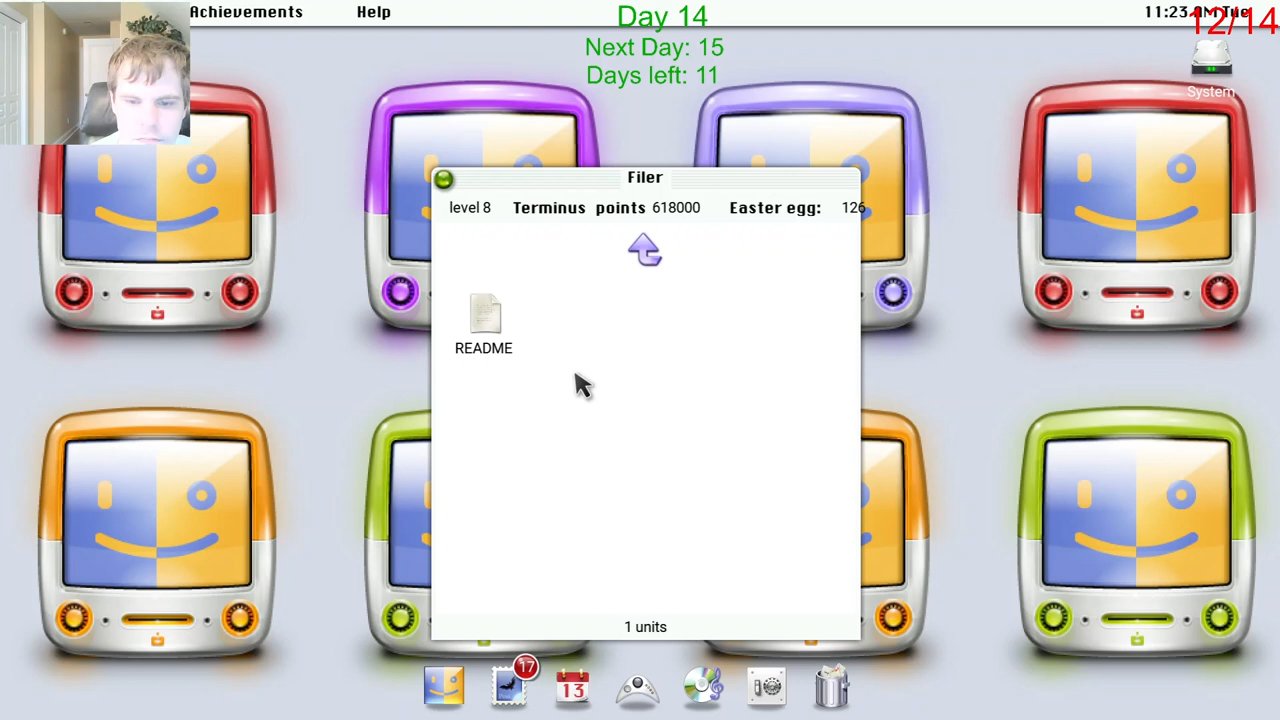 Achievements Help
Day 14
Next Day: 15
Days left: 11
11:23 AM Tue
12/14
System
Filer
level 8 Terminus points 618000 Easter egg: 126
README
1 units
17
13